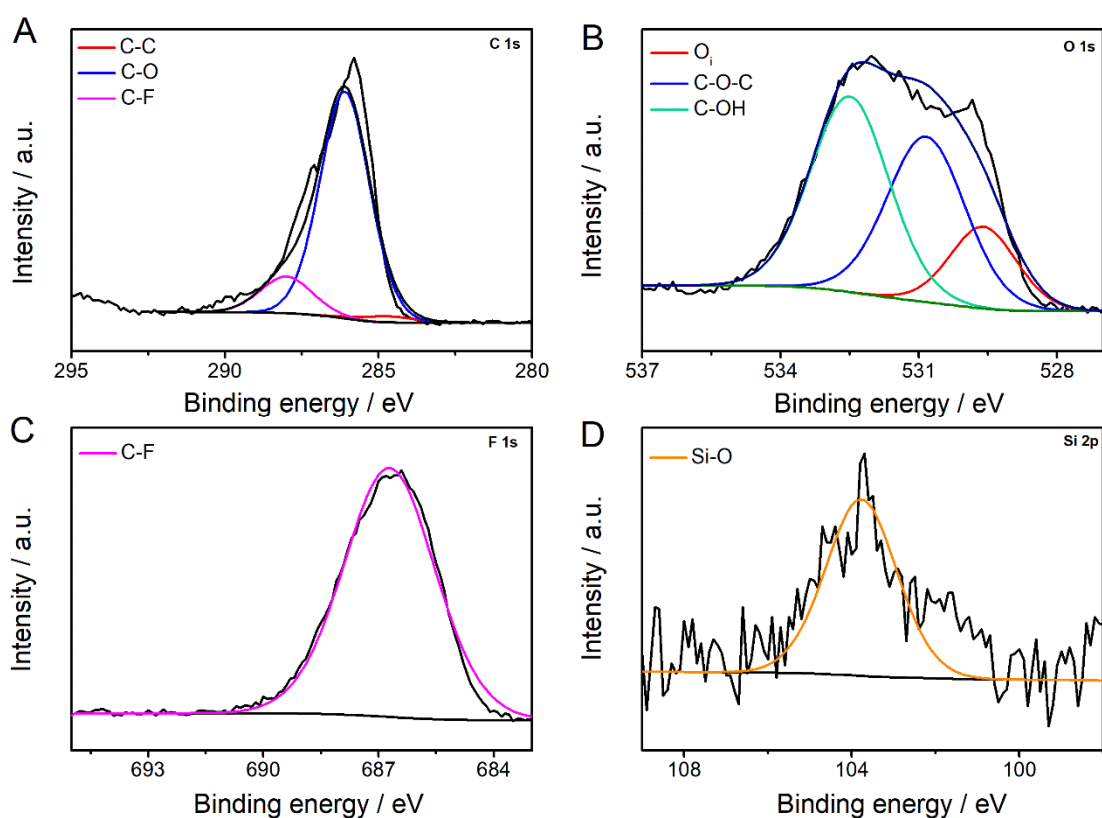 A
C 1s
C-C
C-O
C-F
Intensity / a.u.
295 290 285 280
Binding energy / eV
B
O 1s
Oi
C-O-C
C-OH
Intensity / a.u.
537 534 531 528
Binding energy / eV
C
F 1s
C-F
Intensity / a.u.
693 690 687 684
Binding energy / eV
D
Si 2p
Si-O
Intensity / a.u.
108 104 100
Binding energy / eV